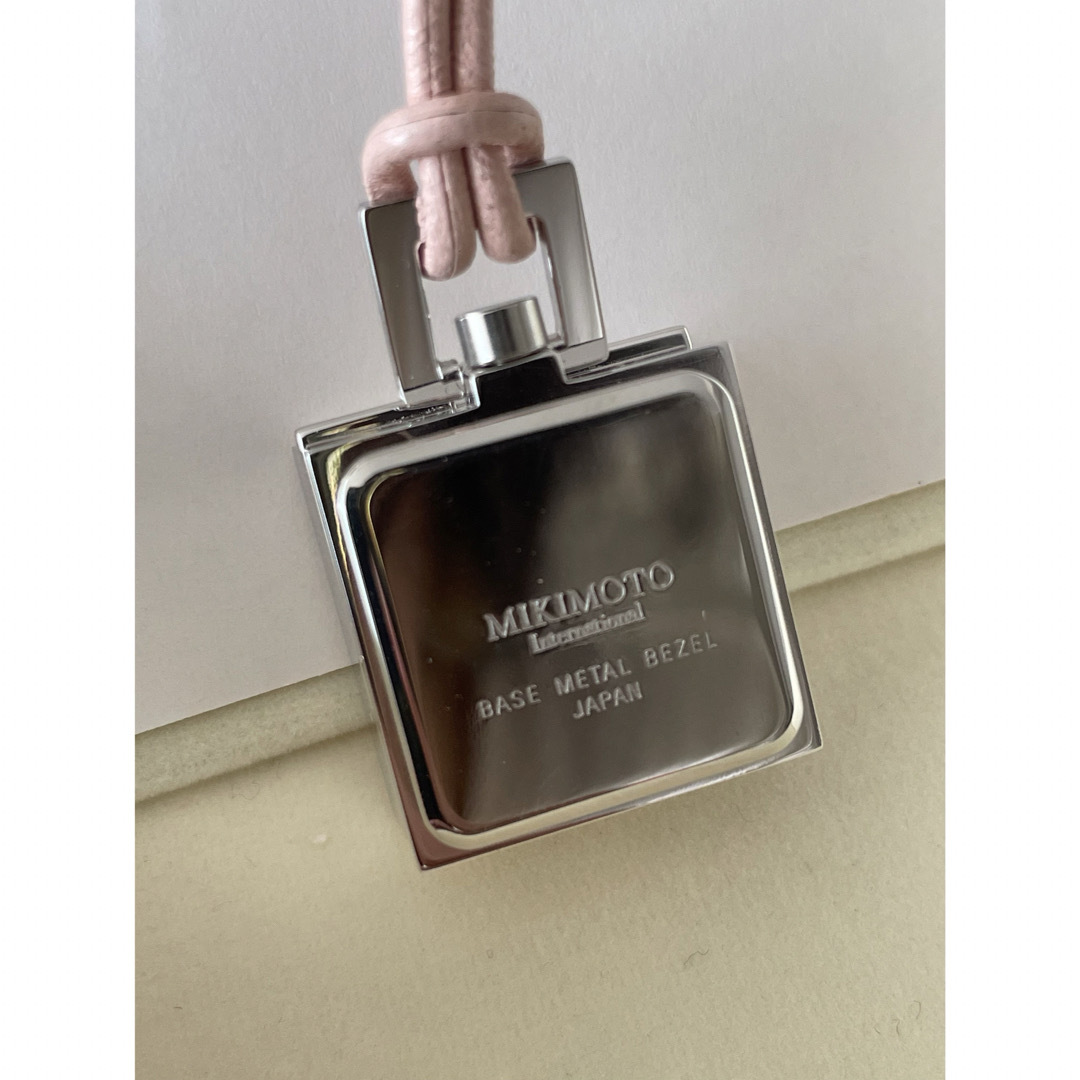 MIKIMOTO
International
BASE METAL BEZEL
JAPAN